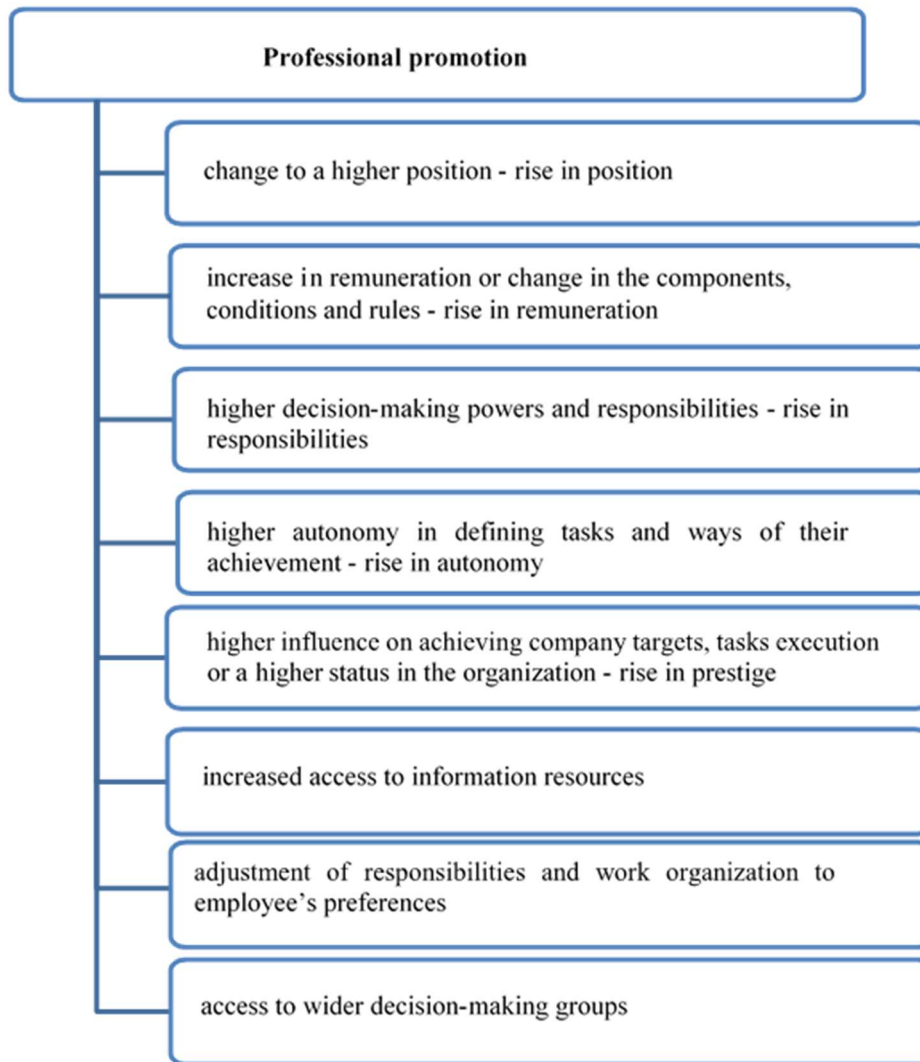 Professional promotion
change to a higher position - rise in position
increase in remuneration or change in the components,
conditions and rules - rise in remuneration
higher decision-making powers and responsibilities - rise in
responsibilities
higher autonomy in defining tasks and ways of their
achievement - rise in autonomy
higher influence on achieving company targets, tasks execution
or a higher status in the organization - rise in prestige
increased access to information resources
adjustment of responsibilities and work organization to
employee’s preferences
access to wider decision-making groups